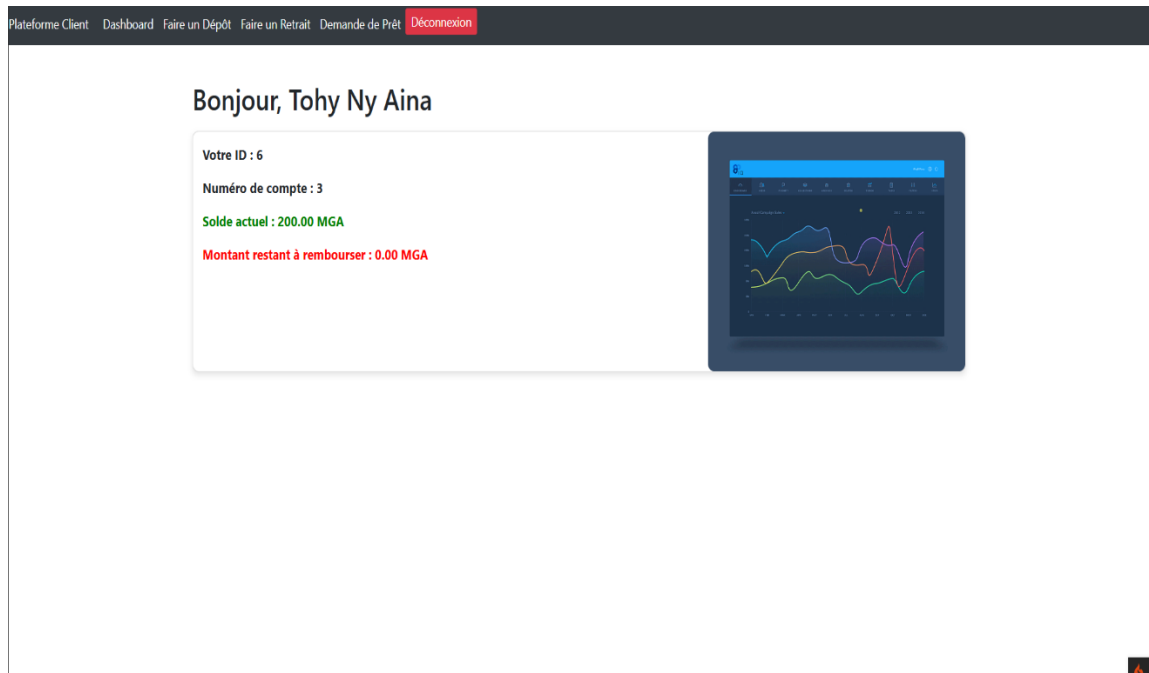 Plateforme Client Dashboard Faire un Dépôt Faire un Retrait Demande de Prêt Déconnexion
Bonjour, Tohy Ny Aina
Votre ID : 6
Numéro de compte : 3
Solde actuel : 200.00 MGA
Montant restant à rembourser : 0.00 MGA